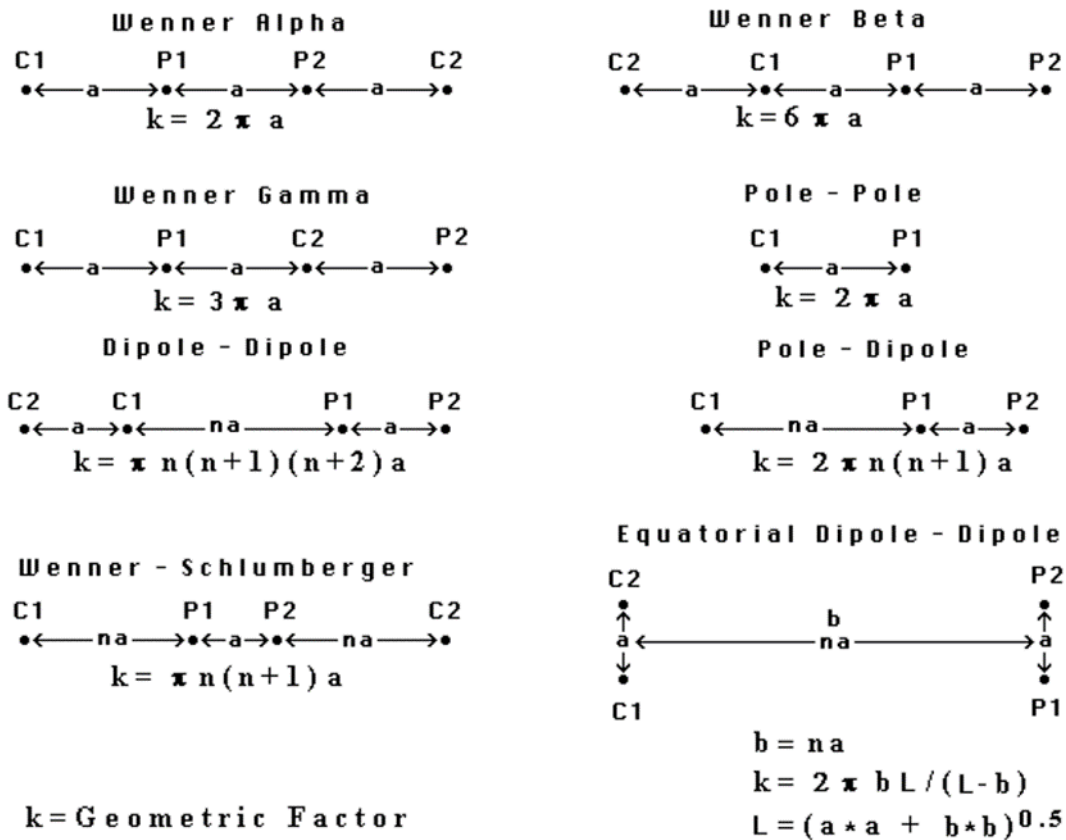 Wenner Alpha
C1 P1 P2 C2
a a a
k = 2 π a
Wenner Beta
C2 C1 P1 P2
a a a
k=6 π a
Wenner Gamma
C1 P1 C2 P2
a a a
k = 3 π a
Pole - Pole
C1 P1
a
k = 2 π a
Dipole - Dipole
C2 C1 P1 P2
a na a
k = π n(n+1)(n+2)a
Pole - Dipole
C1 P1 P2
na a
k = 2 π n(n+1)a
Wenner - Schlumberger
C1 P1 P2 C2
na a na
k = π n(n+1)a
Equatorial Dipole - Dipole
C2 P2
b
a na a
C1 P1
b = na
k = 2 π bL/(L-b)
L = (a*a + b*b)0.5
k=Geometric Factor